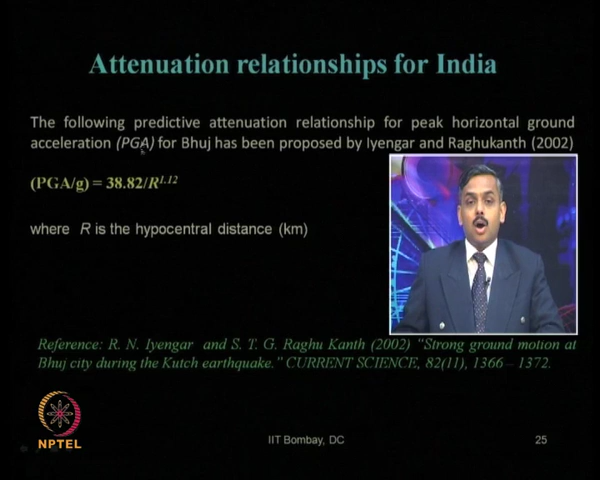 Attenuation relationships for India
The following predictive attenuation relationship for peak horizontal ground
acceleration (PGA) for Bhuj has been proposed by Iyengar and Raghukanth (2002)
(PGA/g) = 38.82/R^1.12
where R is the hypocentral distance (km)
Reference: R. N. Iyengar and S. T. G. Raghu Kanth (2002) “Strong ground motion at
Bhuj city during the Kutch earthquake.” CURRENT SCIENCE, 82(11), 1366 – 1372.
NPTEL
IIT Bombay, DC
25